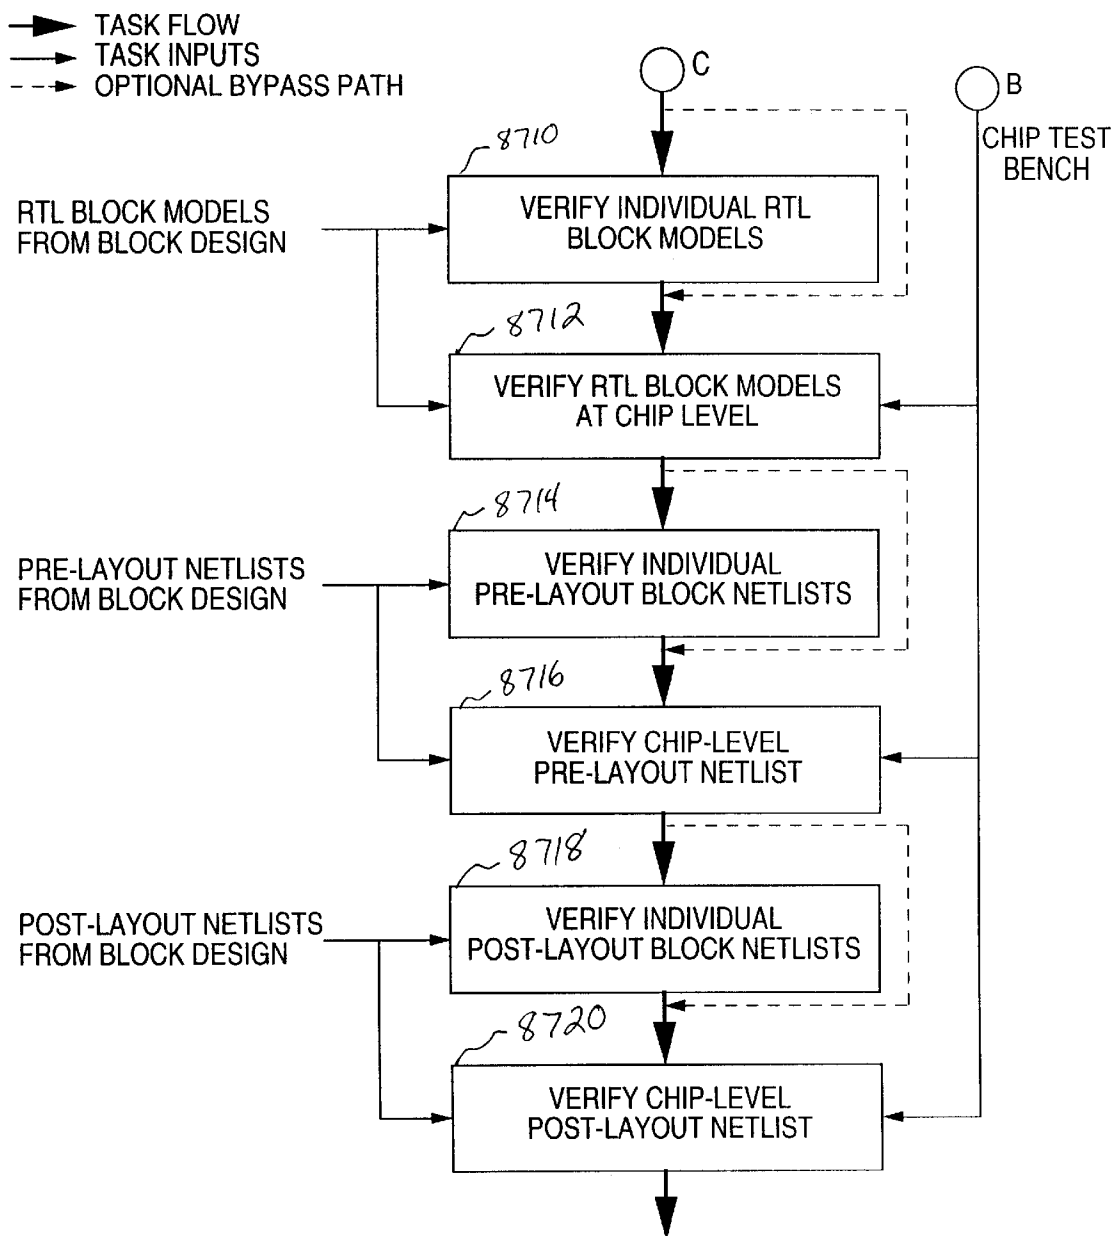 TASK FLOW
TASK INPUTS
OPTIONAL BYPASS PATH
C
B
CHIP TEST
BENCH
8710
VERIFY INDIVIDUAL RTL
BLOCK MODELS
RTL BLOCK MODELS
FROM BLOCK DESIGN
8712
VERIFY RTL BLOCK MODELS
AT CHIP LEVEL
8714
VERIFY INDIVIDUAL
PRE-LAYOUT BLOCK NETLISTS
PRE-LAYOUT NETLISTS
FROM BLOCK DESIGN
8716
VERIFY CHIP-LEVEL
PRE-LAYOUT NETLIST
8718
VERIFY INDIVIDUAL
POST-LAYOUT BLOCK NETLISTS
POST-LAYOUT NETLISTS
FROM BLOCK DESIGN
8720
VERIFY CHIP-LEVEL
POST-LAYOUT NETLIST